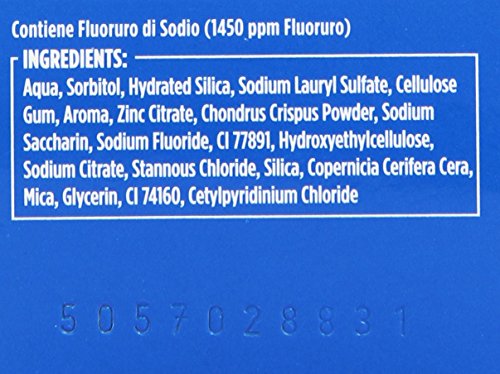 Contiene Fluoruro di Sodio (1450 ppm Fluoruro)
INGREDIENTS:
Aqua, Sorbitol, Hydrated Silica, Sodium Lauryl Sulfate, Cellulose
Gum, Aroma, Zinc Citrate, Chondrus Crispus Powder, Sodium
Saccharin, Sodium Fluoride, CI 77891, Hydroxyethylcellulose,
Sodium Citrate, Stannous Chloride, Silica, Copernicia Cerifera Cera,
Mica, Glycerin, CI 74160, Cetylpyridinium Chloride
5057028831